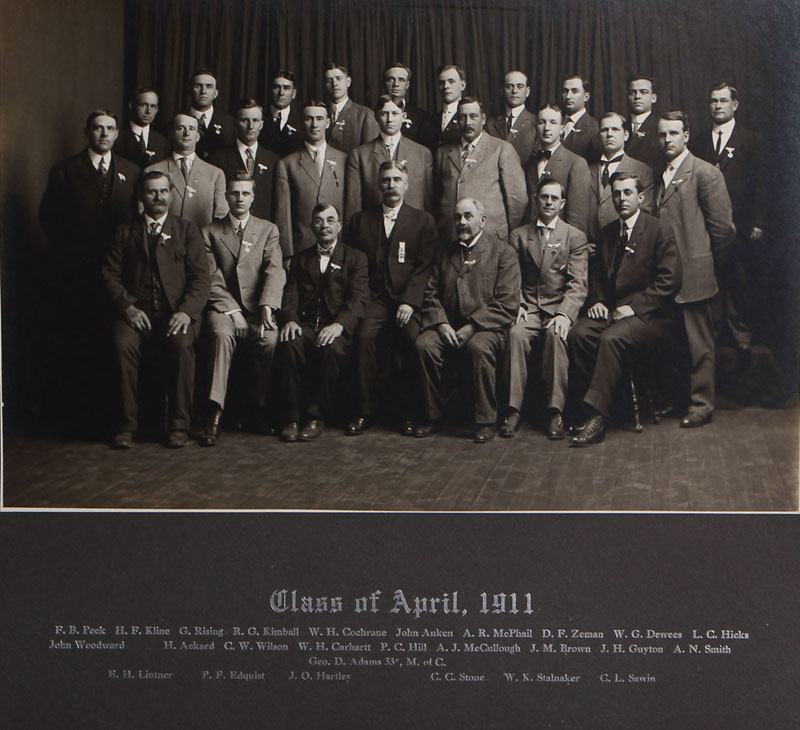 Class of April, 1911
F. B. Peck H. F. Kline G. Rising R. G. Kimball W. H. Cochrane John Anken A. R. McPhail D. F. Zeman W. G. Dewees L. C. Hicks
John Woodward H. Ackard C. W. Wilson W. H. Carhartt P. C. Hill A. J. McCullough J. M. Brown J. H. Guyton A. N. Smith
Geo. D. Adams 33°, M. of C.
E. H. Lintner P. F. Edquist J. O. Hartley C. C. Stone W. K. Stalnaker C. L. Sawin